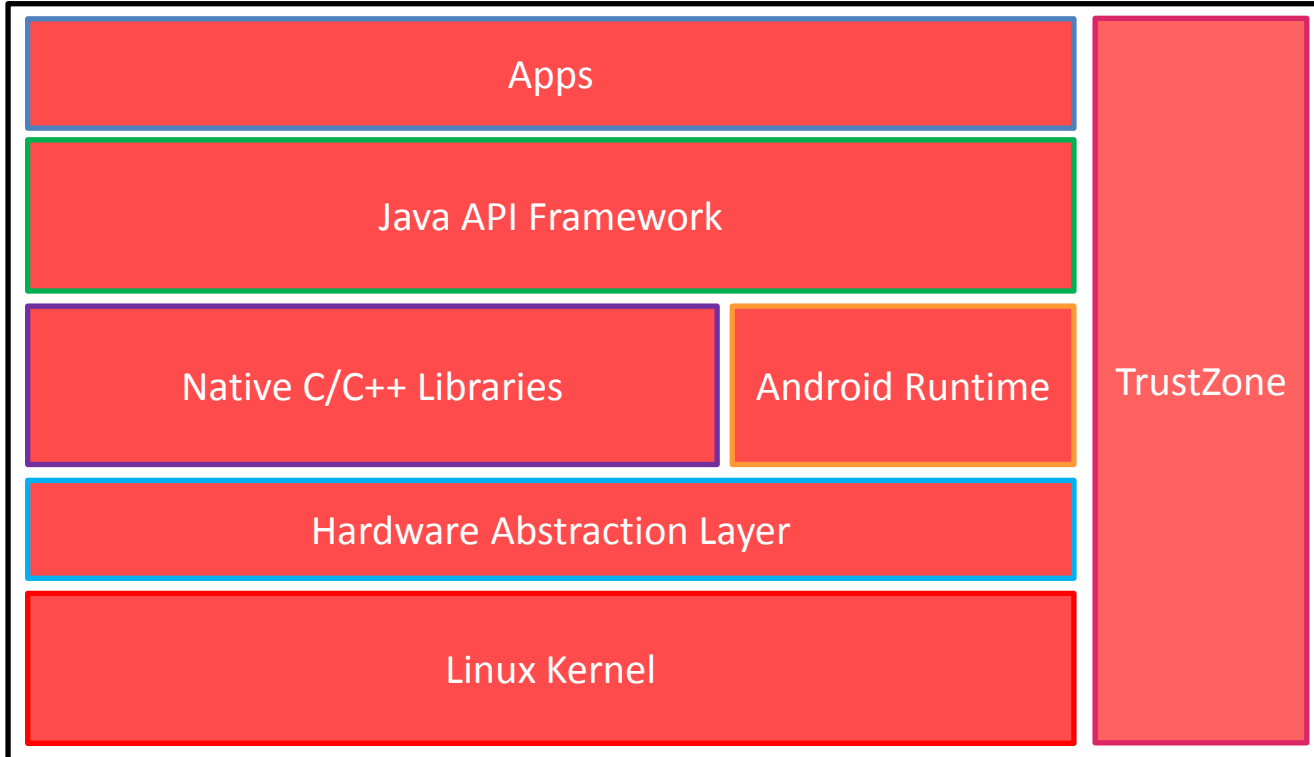 Apps
Java API Framework
Native C/C++ Libraries
Android Runtime
TrustZone
Hardware Abstraction Layer
Linux Kernel